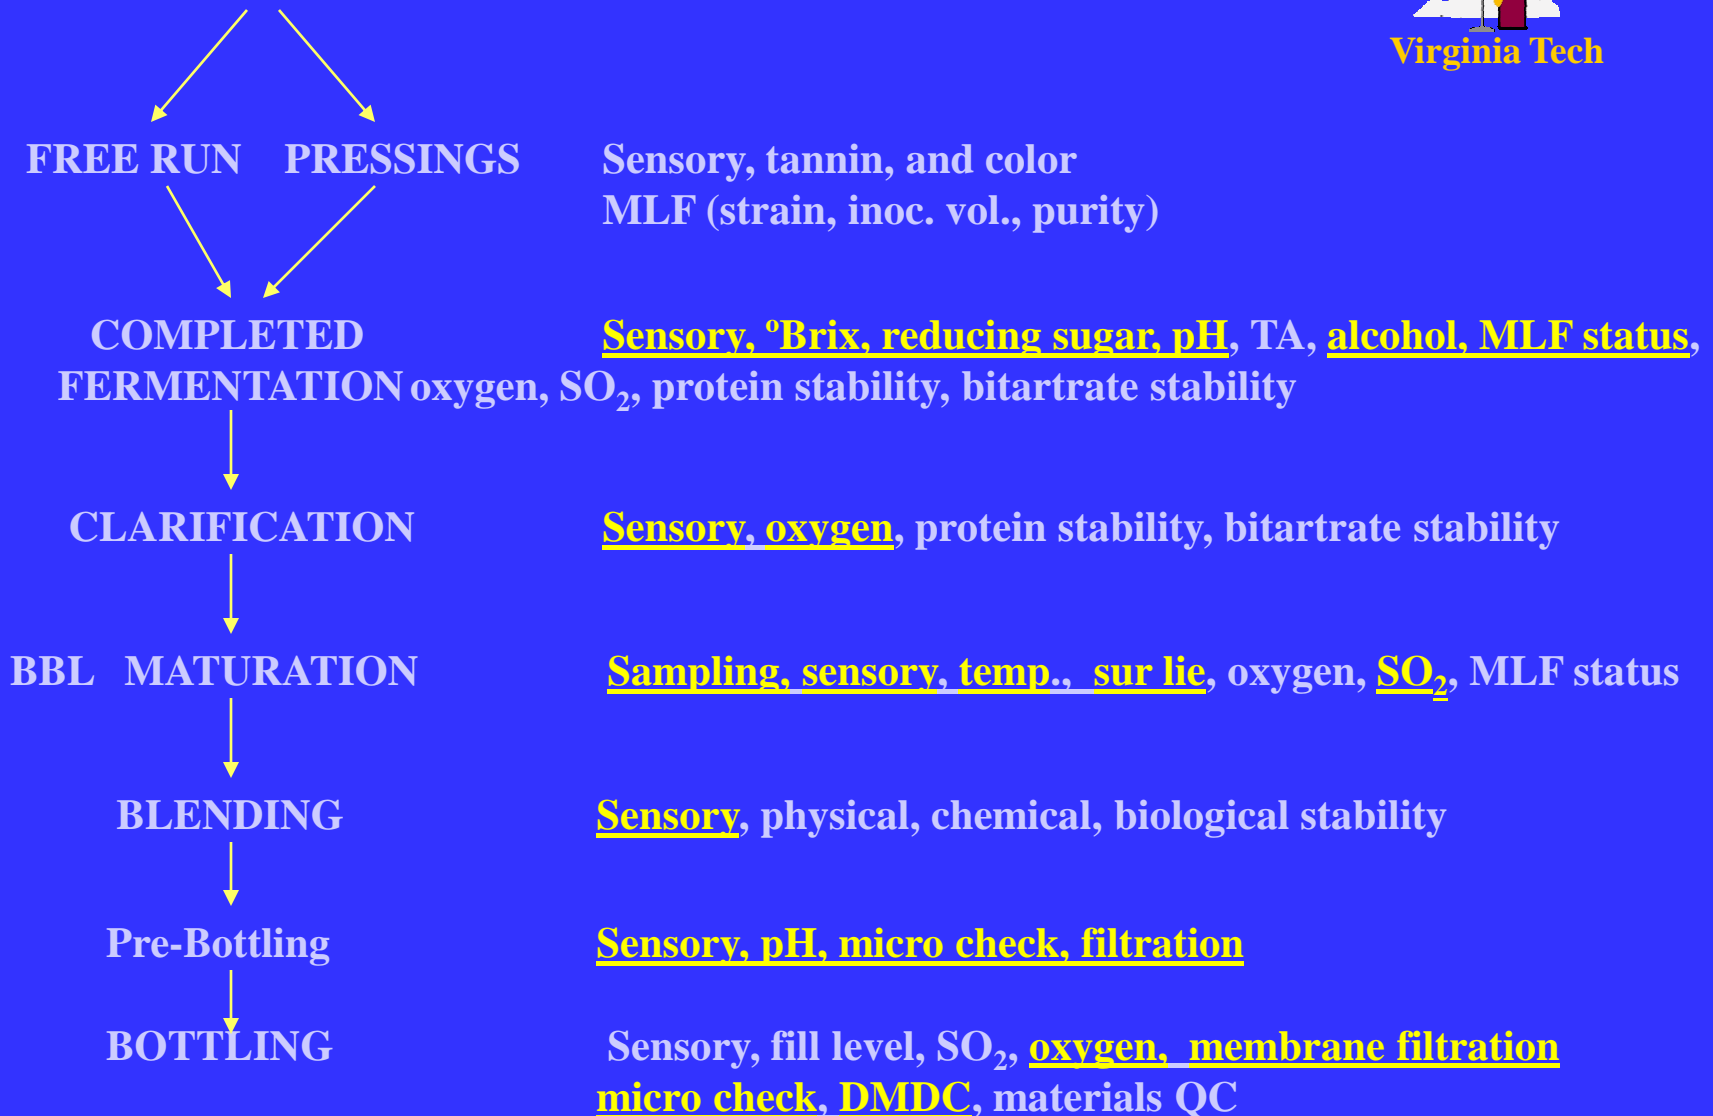 Virginia Tech
FREE RUN PRESSINGS Sensory, tannin, and color
MLF (strain, inoc. vol., purity)
COMPLETED Sensory, ºBrix, reducing sugar, pH, TA, alcohol, MLF status,
FERMENTATION oxygen, SO₂, protein stability, bitartrate stability
CLARIFICATION Sensory, oxygen, protein stability, bitartrate stability
BBL MATURATION Sampling, sensory, temp., sur lie, oxygen, SO₂, MLF status
BLENDING Sensory, physical, chemical, biological stability
Pre-Bottling Sensory, pH, micro check, filtration
BOTTLING Sensory, fill level, SO₂, oxygen, membrane filtration
micro check, DMDC, materials QC